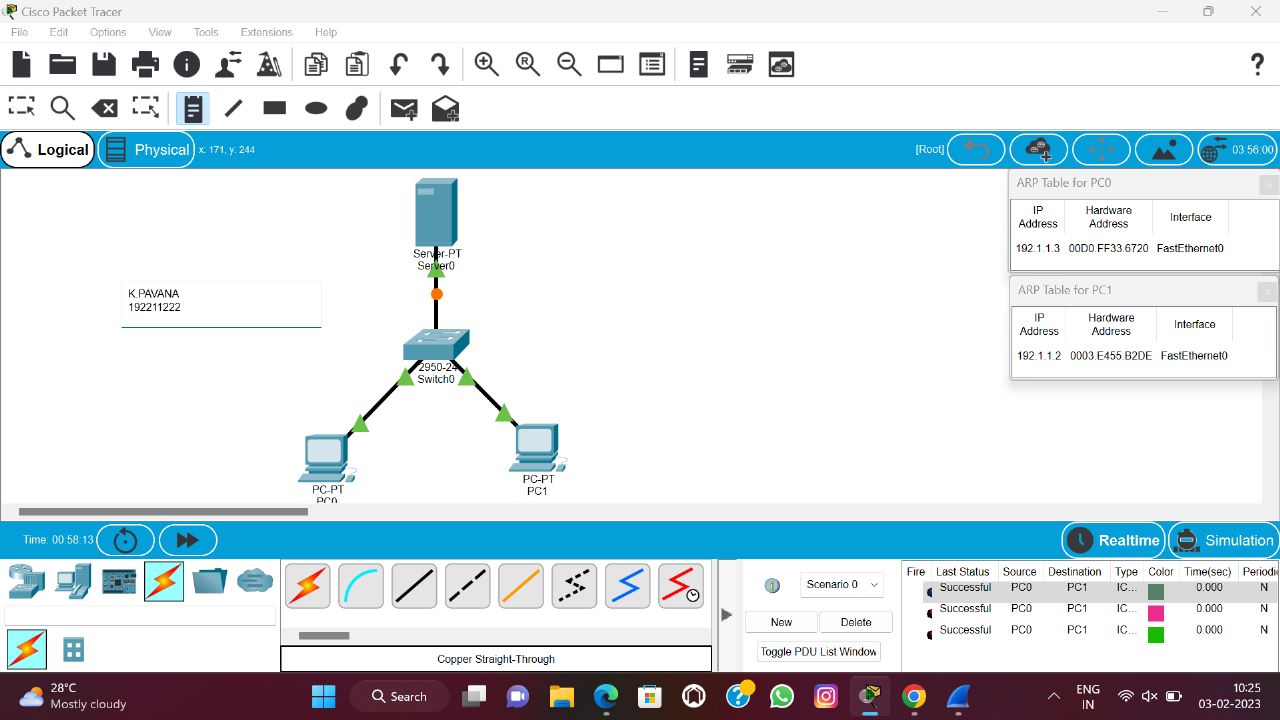 Cisco Packet Tracer
File Edit Options View Tools Extensions Help
Logical Physical x: 171, y: 244 [Root] 03:56:00
Server-PT
Server0
K.PAVANA
192211222
2950-24
Switch0
PC-PT
PC0
PC-PT
PC1
ARP Table for PC0
IP Address Hardware Address Interface
192.1.1.3 00D0.FF33.6720 FastEthernet0
ARP Table for PC1
IP Address Hardware Address Interface
192.1.1.2 0003.E455.B2DE FastEthernet0
Time: 00:58:13 Realtime Simulation
Copper Straight-Through
Scenario 0
New Delete
Toggle PDU List Window
Fire Last Status Source Destination Type Color Time(sec) Periodic
Successful PC0 PC1 IC... 0.000 N
Successful PC0 PC1 IC... 0.000 N
Successful PC0 PC1 IC... 0.000 N
28°C
Mostly cloudy
Search
ENG
IN
10:25
03-02-2023